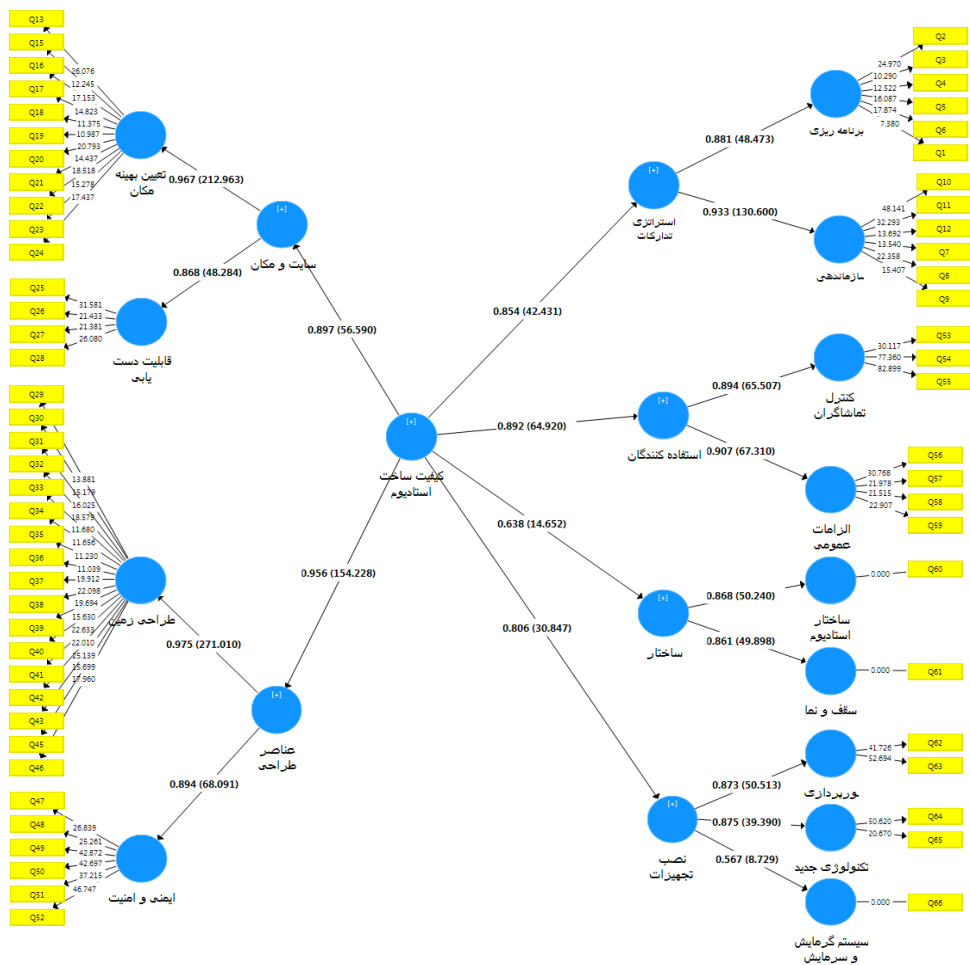 Q13
Q15
Q16
Q17
Q18
Q19
Q20
Q21
Q22
Q23
Q24
26.076
12.245
17.153
14.823
11.375
10.987
20.793
14.437
18.518
15.278
17.437
تعیین بهینه
مکان
0.967 (212.963)
[+]
سایت و مکان
0.868 (48.284)
Q25
Q26
Q27
Q28
31.581
21.433
21.381
26.080
قابلیت دست
یابی
0.897 (56.590)
Q29
Q30
Q31
Q32
Q33
Q34
Q35
Q36
Q37
Q38
Q39
Q40
Q41
Q42
Q43
Q45
Q46
13.881
15.179
16.025
18.579
11.680
11.656
11.230
11.039
19.912
22.098
19.694
15.630
22.633
22.010
25.139
15.699
17.960
طراحی زمین
0.975 (271.010)
[+]
عناصر
طراحی
0.894 (68.091)
Q47
Q48
Q49
Q50
Q51
Q52
26.839
25.261
42.872
42.697
37.215
46.747
ایمنی و امنیت
0.956 (154.228)
[+]
کیفیت ساخت
استادیوم
0.854 (42.431)
[+]
استراتژی
تدارکات
0.881 (48.473)
برنامه ریزی
24.970
10.290
12.522
16.087
17.874
7.380
Q2
Q3
Q4
Q5
Q6
Q1
0.933 (130.600)
سازماندهی
48.141
32.293
13.692
13.540
22.358
15.407
Q10
Q11
Q12
Q7
Q8
Q9
0.892 (64.920)
[+]
استفاده کنندگان
0.894 (65.507)
کنترل
تماشاگران
30.117
77.360
82.899
Q53
Q54
Q55
0.907 (67.310)
الزامات
عمومی
30.768
21.978
21.515
22.907
Q56
Q57
Q58
Q59
0.638 (14.652)
[+]
ساختار
0.868 (50.240)
ساختار
استادیوم
0.000
Q60
0.861 (49.898)
سقف و نما
0.000
Q61
0.806 (30.847)
[+]
نصب
تجهیزات
0.873 (50.513)
نورپردازی
41.726
52.694
Q62
Q63
0.875 (39.390)
تکنولوژی جدید
50.620
20.670
Q64
Q65
0.567 (8.729)
سیستم گرمایش
و سرمایش
0.000
Q66